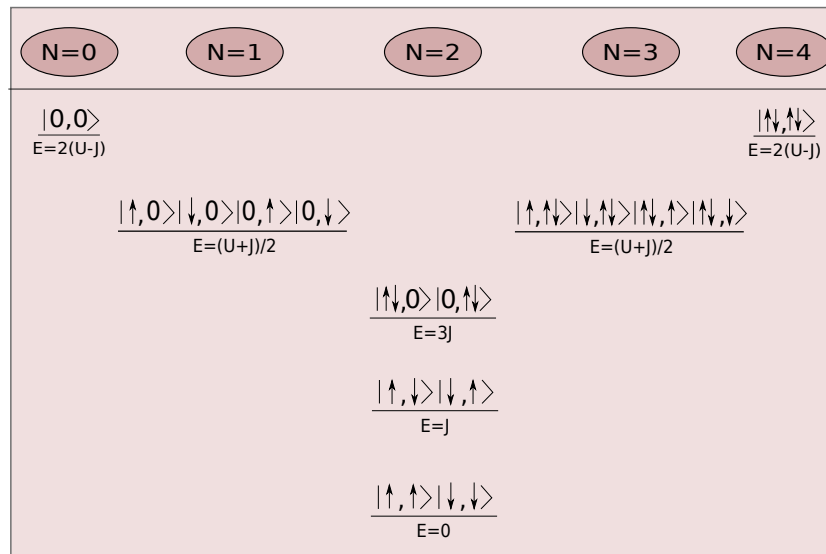 N=0 N=1 N=2 N=3 N=4
|0,0> |↑↓,↑↓>
E=2(U-J) E=2(U-J)
|↑,0>|↓,0>|0,↑>|0,↓> |↑,↑↓>|↓,↑↓>|↑↓,↑>|↑↓,↓>
E=(U+J)/2 E=(U+J)/2
|↑↓,0>|0,↑↓>
E=3J
|↑,↓>|↓,↑>
E=J
|↑,↑>|↓,↓>
E=0